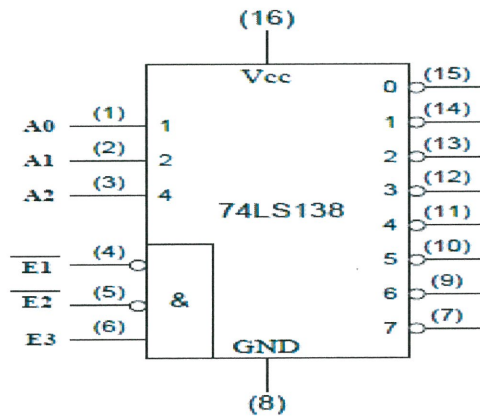 (16)
Vcc
A0 (1) 1
A1 (2) 2
A2 (3) 4
0 (15)
1 (14)
2 (13)
3 (12)
74LS138
4 (11)
5 (10)
6 (9)
7 (7)
E1 (4)
E2 (5)
&
E3 (6)
GND
(8)